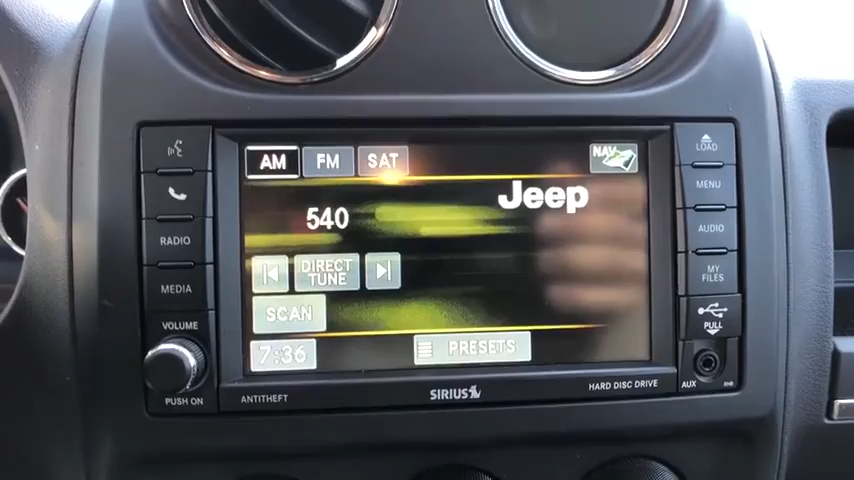 AM FM SAT NAV
Jeep
540
DIRECT
TUNE
SCAN
7:36 PRESETS
RADIO
MEDIA
VOLUME
PUSH ON
LOAD
MENU
AUDIO
MY
FILES
PULL
AUX
ANTITHEFT SIRIUS HARD DISC DRIVE